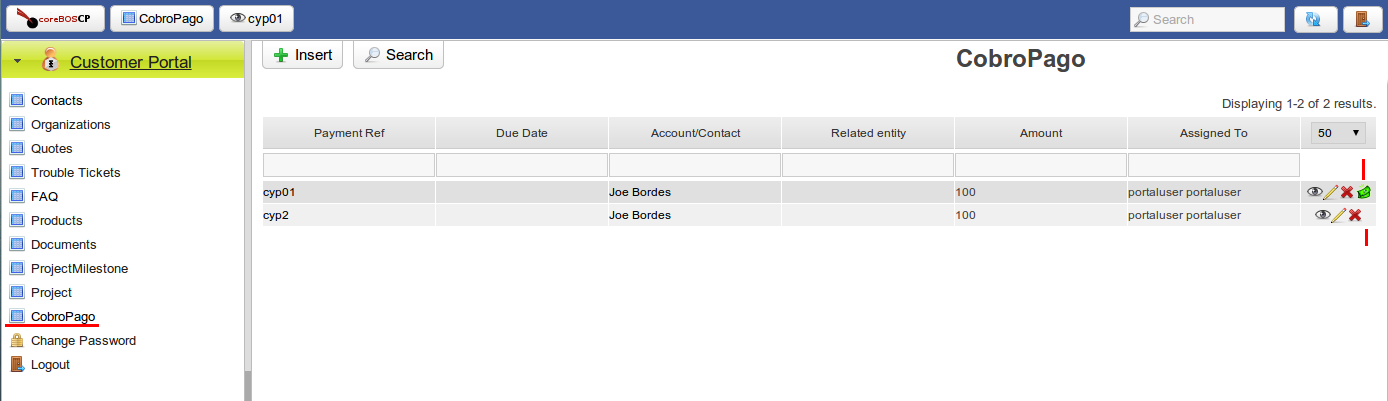 coreBOSCP CobroPago cyp01 Search
Customer Portal
Insert Search CobroPago
Contacts
Organizations
Quotes
Trouble Tickets
FAQ
Products
Documents
ProjectMilestone
Project
CobroPago
Change Password
Logout
Displaying 1-2 of 2 results.
Payment Ref Due Date Account/Contact Related entity Amount Assigned To 50
cyp01 Joe Bordes 100 portaluser portaluser
cyp2 Joe Bordes 100 portaluser portaluser